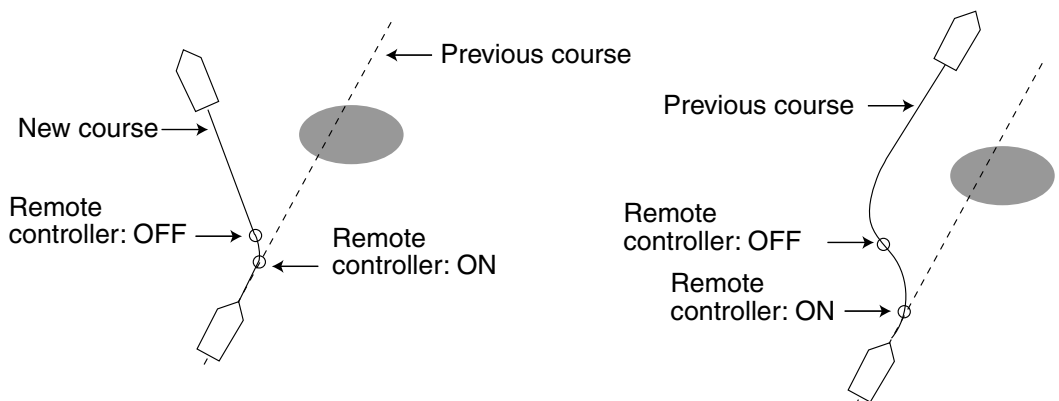 Previous course
New course
Remote
controller: OFF
Remote
controller: ON
Previous course
Remote
controller: OFF
Remote
controller: ON